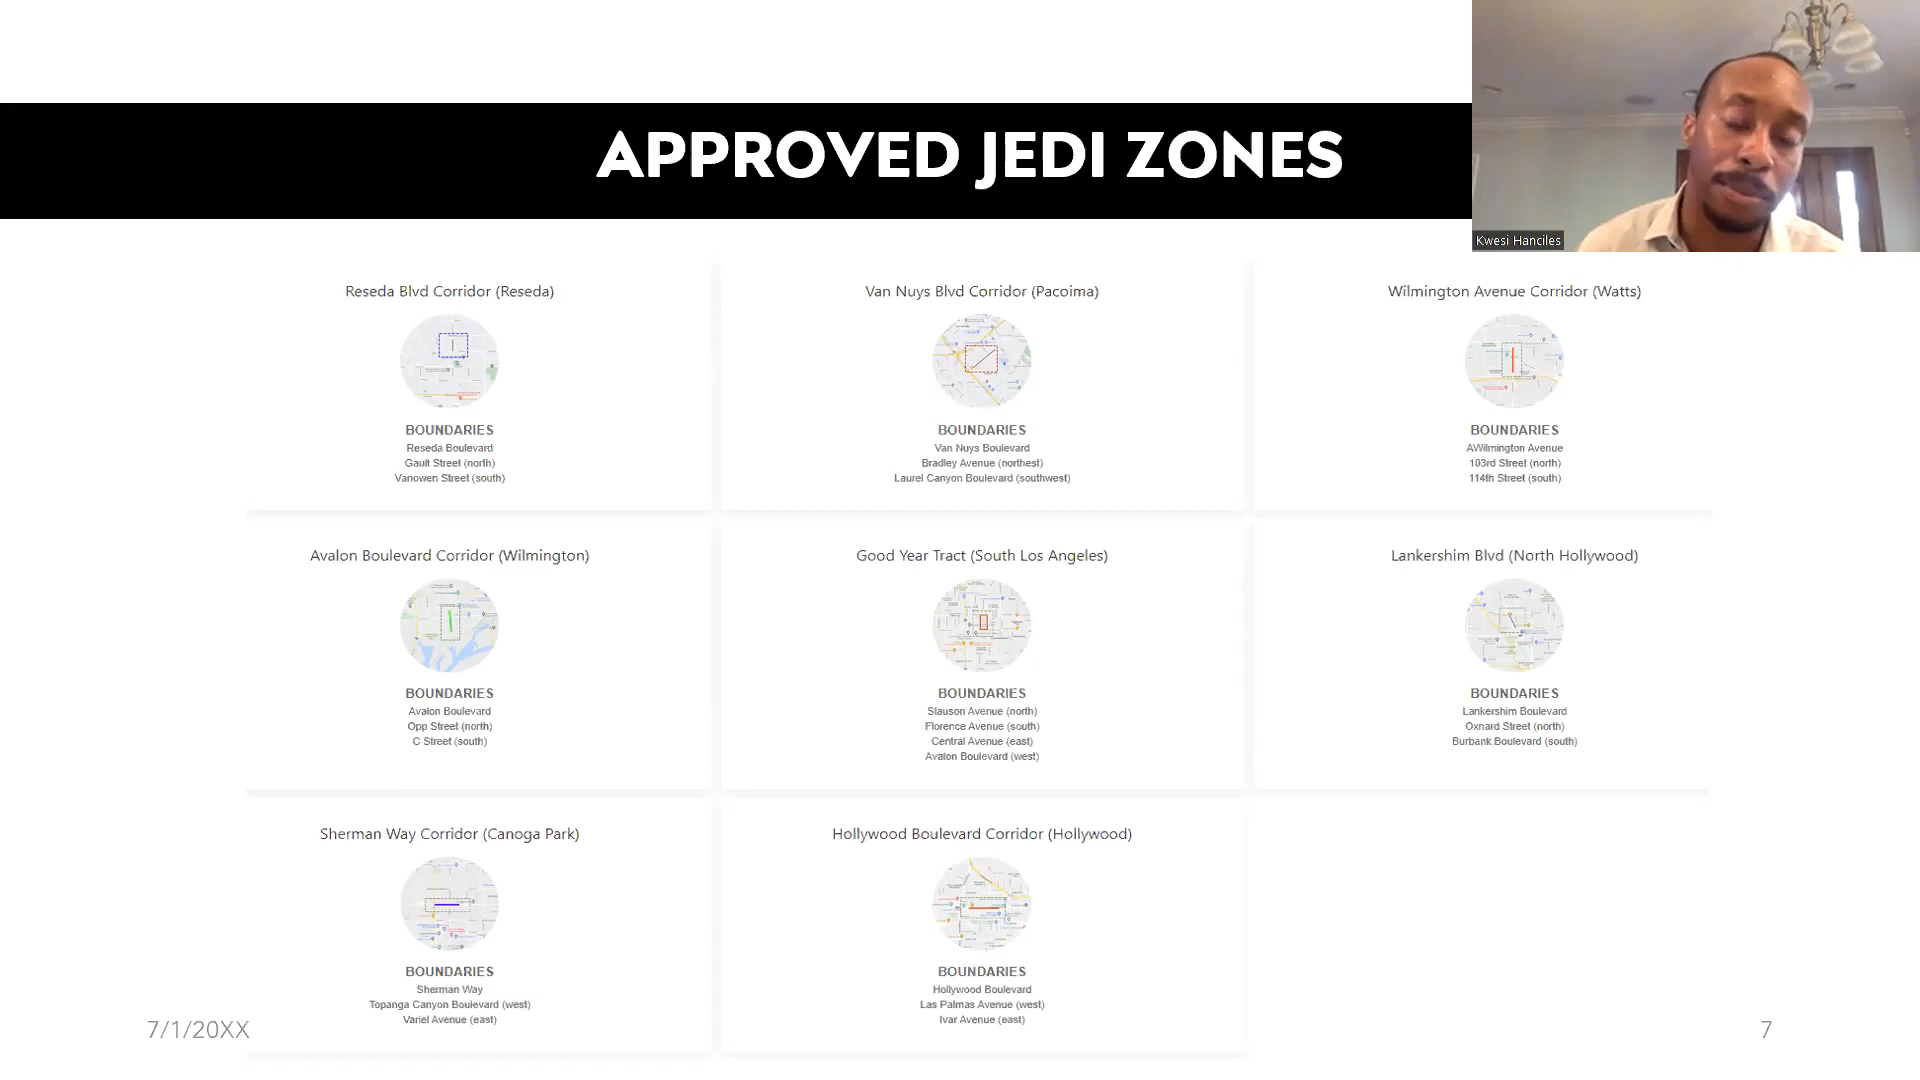 APPROVED JEDI ZONES
Kwesi Hanciles
Reseda Blvd Corridor (Reseda)
BOUNDARIES
Reseda Boulevard
Gault Street (north)
Vanowen Street (south)
Van Nuys Blvd Corridor (Pacoima)
BOUNDARIES
Van Nuys Boulevard
Bradley Avenue (northest)
Laurel Canyon Boulevard (southwest)
Wilmington Avenue Corridor (Watts)
BOUNDARIES
AWilmington Avenue
103rd Street (north)
114th Street (south)
Avalon Boulevard Corridor (Wilmington)
BOUNDARIES
Avalon Boulevard
Opp Street (north)
C Street (south)
Good Year Tract (South Los Angeles)
BOUNDARIES
Slauson Avenue (north)
Florence Avenue (south)
Central Avenue (east)
Avalon Boulevard (west)
Lankershim Blvd (North Hollywood)
BOUNDARIES
Lankershim Boulevard
Oxnard Street (north)
Burbank Boulevard (south)
Sherman Way Corridor (Canoga Park)
BOUNDARIES
Sherman Way
Topanga Canyon Boulevard (west)
Variel Avenue (east)
Hollywood Boulevard Corridor (Hollywood)
BOUNDARIES
Hollywood Boulevard
Las Palmas Avenue (west)
Ivar Avenue (east)
7/1/20XX
7